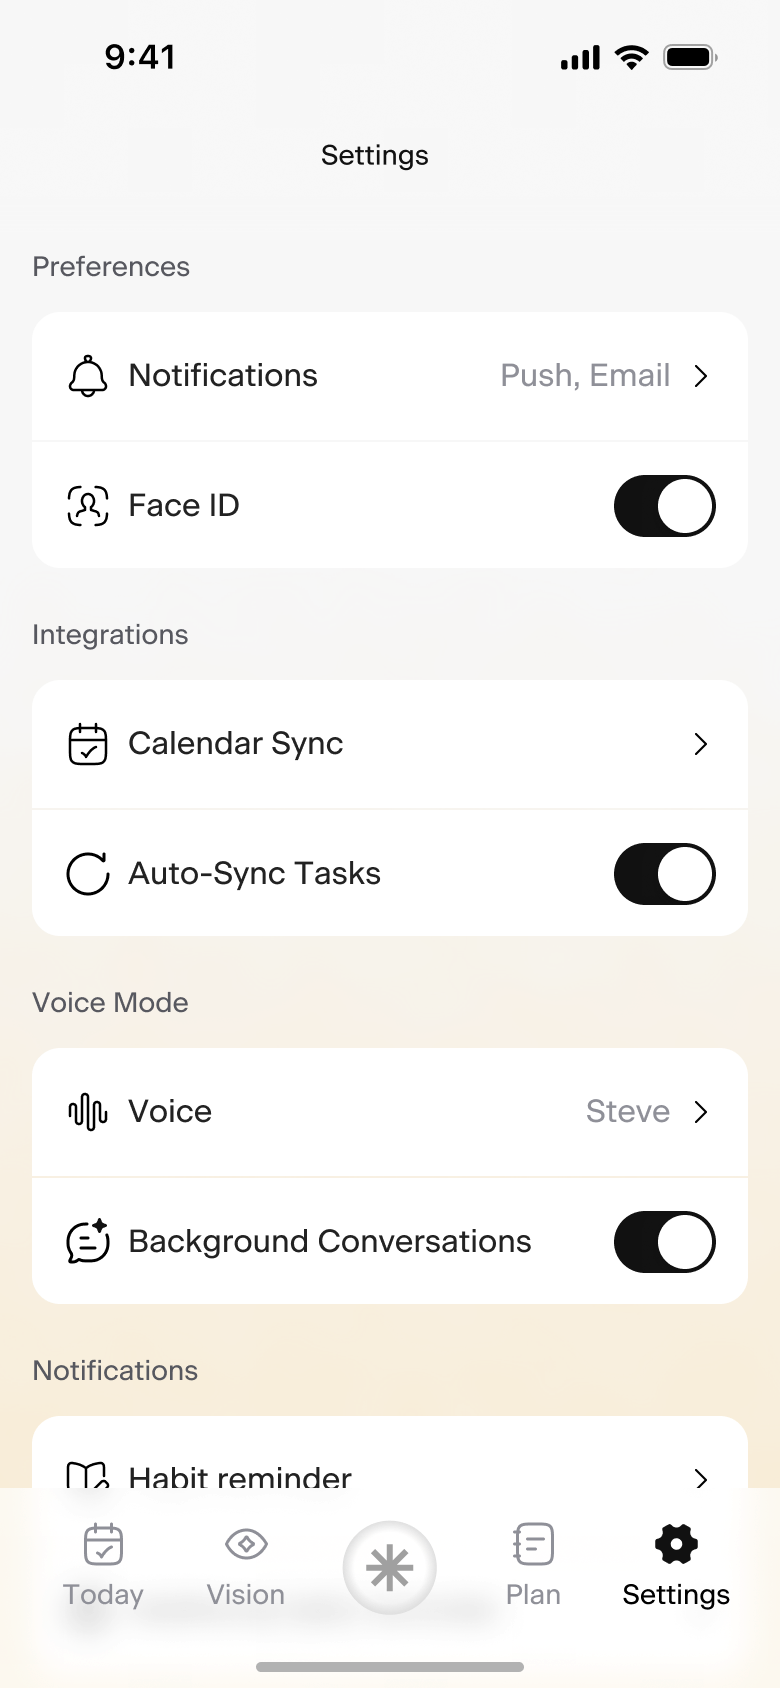 9:41
Settings
Preferences
Notifications
Push, Email
Face ID
Integrations
Calendar Sync
Auto-Sync Tasks
Voice Mode
Voice
Steve
Background Conversations
Notifications
Habit reminder
Today
Vision
Plan
Settings